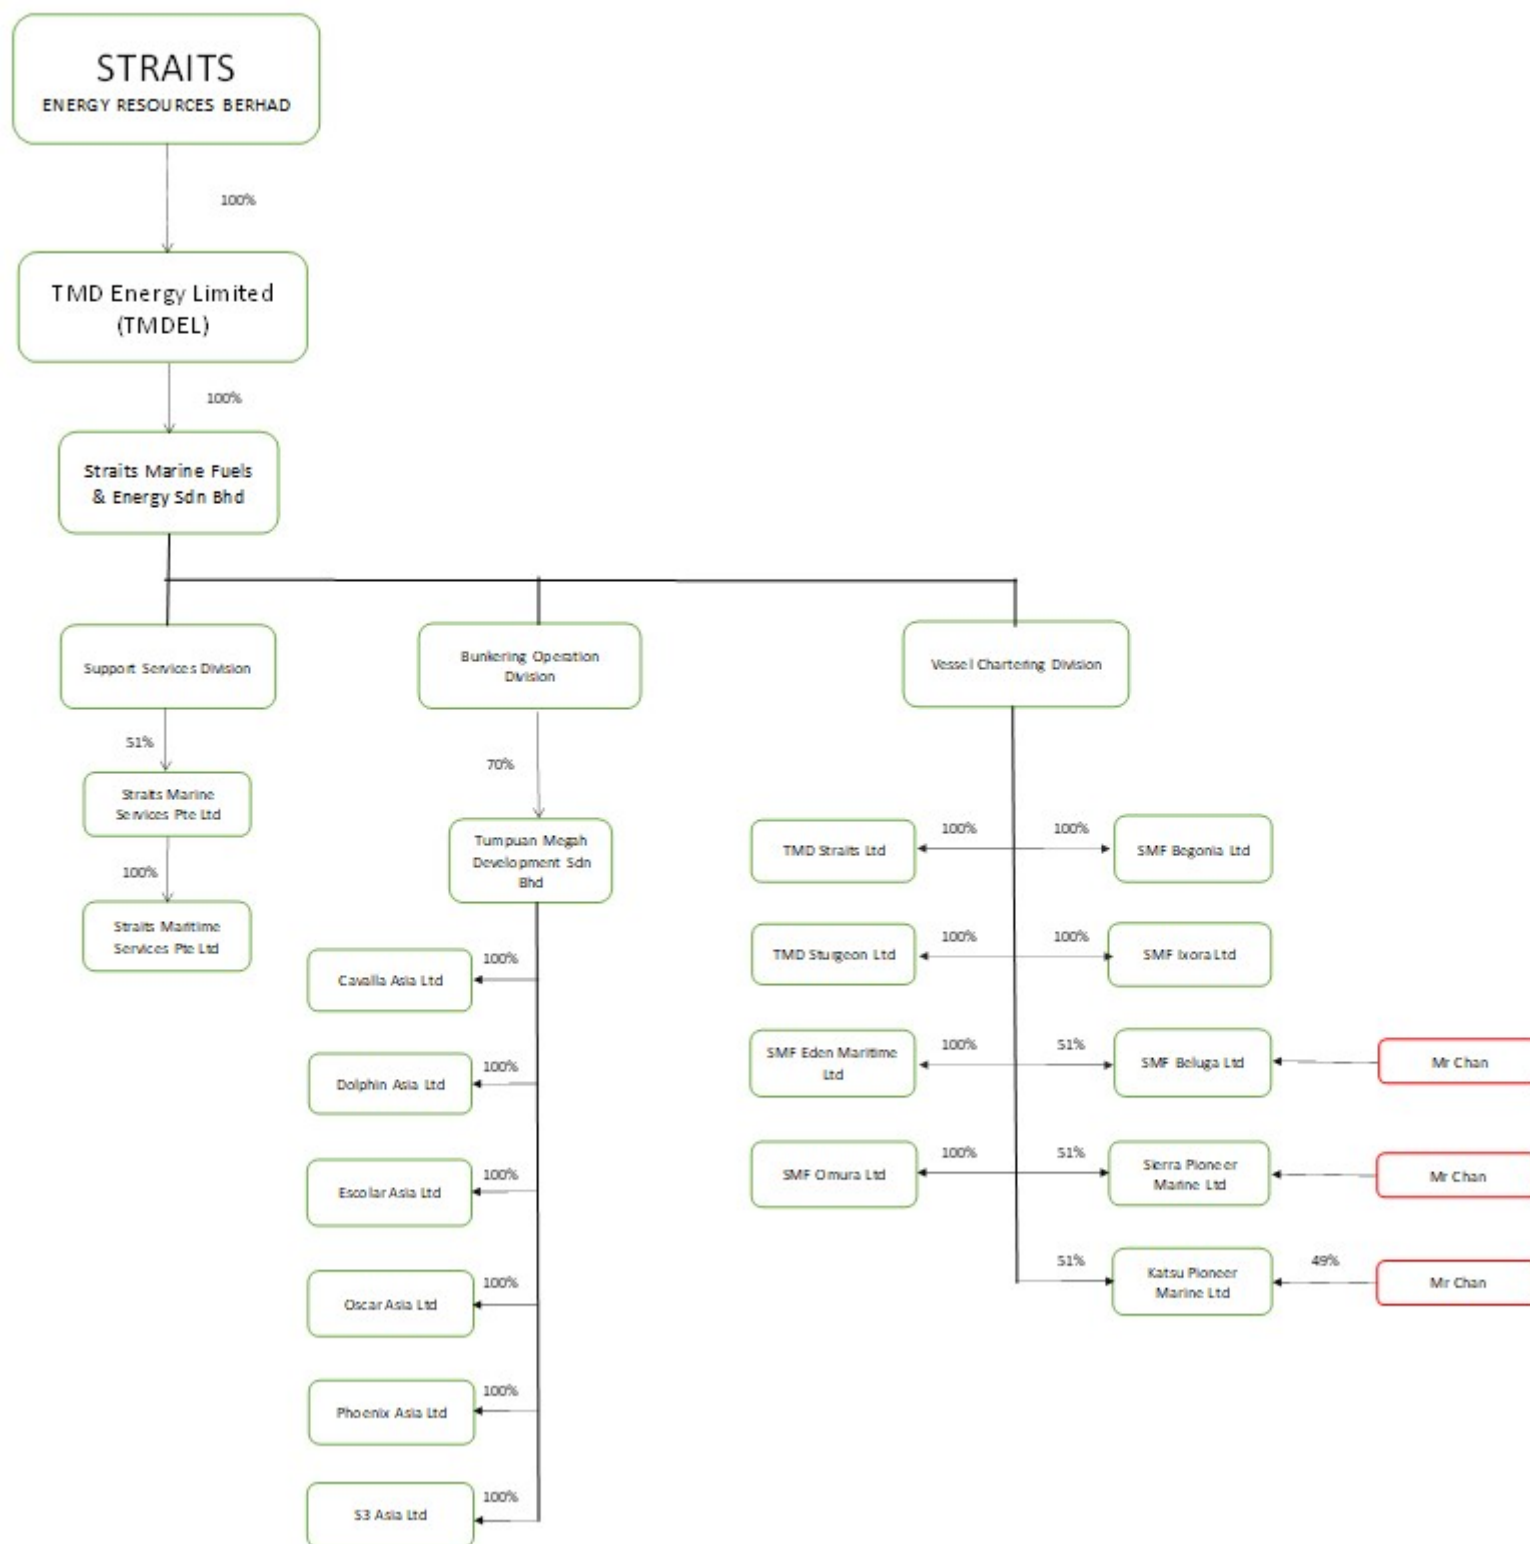 STRAITS
ENERGY RESOURCES BERHAD
100%
TMD Energy Limited
(TMDEL)
100%
Straits Marine Fuels
& Energy Sdn Bhd
Support Services Division
Bunkering Operation
Division
Vessel Chartering Division
51%
Straits Marine
Services Pte Ltd
100%
Straits Maritime
Services Pte Ltd
70%
Tumpuan Megah
Development Sdn
Bhd
100%
Cavalla Asia Ltd
100%
Dolphin Asia Ltd
100%
Escolar Asia Ltd
100%
Oscar Asia Ltd
100%
Phoenix Asia Ltd
100%
S3 Asia Ltd
100%
100%
TMD Straits Ltd
SMF Begonia Ltd
100%
100%
TMD Sturgeon Ltd
SMF Ixora Ltd
100%
51%
SMF Eden Maritime
Ltd
SMF Beluga Ltd
Mr Chan
100%
51%
SMF Omura Ltd
Sierra Pioneer
Marine Ltd
Mr Chan
51%
49%
Katsu Pioneer
Marine Ltd
Mr Chan